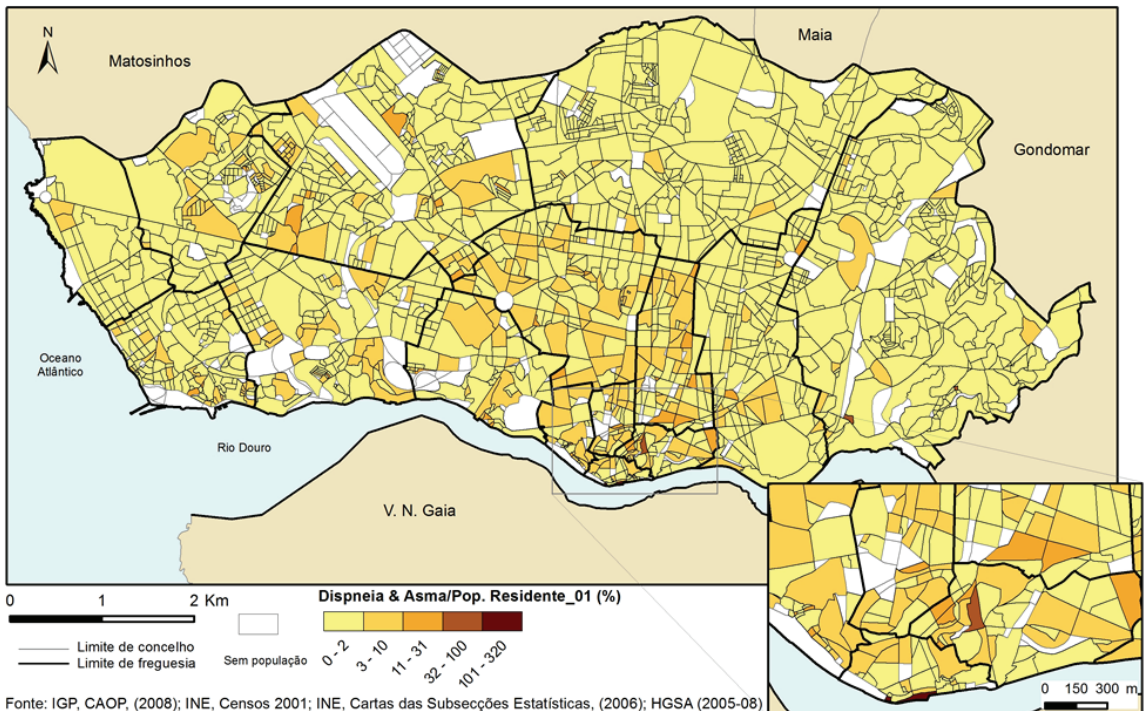 N
Matosinhos
Maia
Gondomar
Oceano
Atlântico
Rio Douro
V. N. Gaia
0 1 2 Km
Limite de concelho
Limite de freguesia
Sem população
Dispneia & Asma/Pop. Residente_01 (%)
0 - 2
3 - 10
11 - 31
32 - 100
101 - 320
0 150 300 m
Fonte: IGP, CAOP, (2008); INE, Censos 2001; INE, Cartas das Subsecções Estatísticas, (2006); HGSA (2005-08)